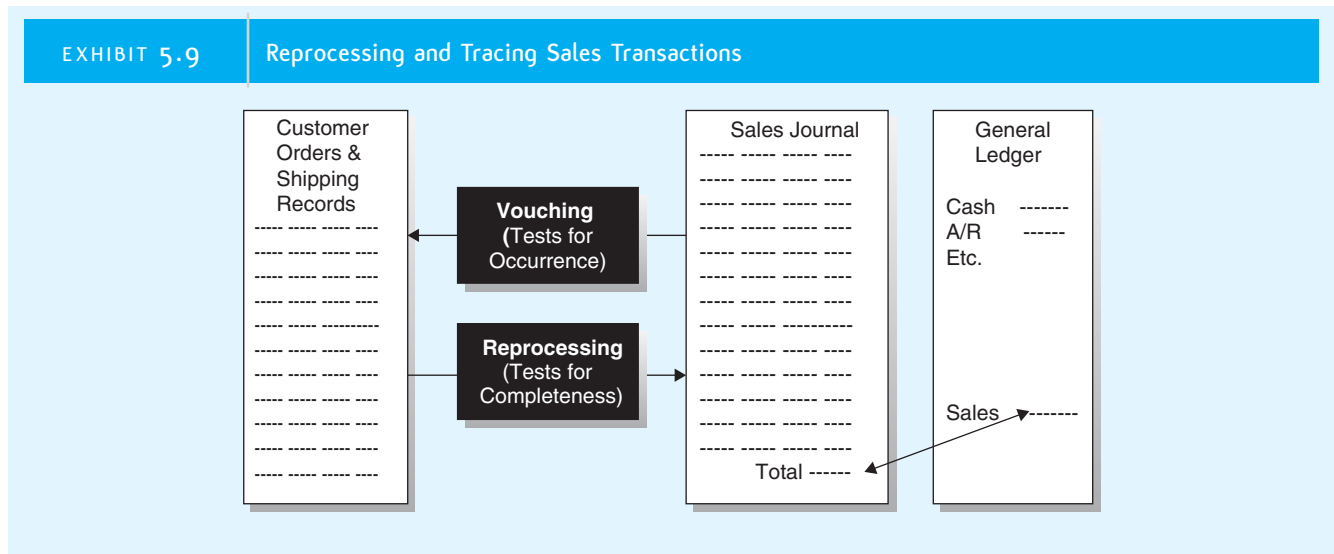 EXHIBIT 5.9
Reprocessing and Tracing Sales Transactions
Customer
Orders &
Shipping
Records
----- ----- ----- ----
----- ----- ----- ----
----- ----- ----- ----
----- ----- ----- ----
----- ----- -----------
----- ----- ----- ----
----- ----- ----- ----
----- ----- ----- ----
----- ----- ----- ----
----- ----- ----- ----
----- ----- ----- ----
Vouching
(Tests for
Occurrence)
Reprocessing
(Tests for
Completeness)
Sales Journal
----- ----- ----- ----
----- ----- ----- ----
----- ----- ----- ----
----- ----- ----- ----
----- ----- ----- ----
----- ----- ----- ----
----- ----- ----- ----
----- ----- -----------
----- ----- ----- ----
----- ----- ----- ----
----- ----- ----- ----
----- ----- ----- ----
----- ----- ----- ----
Total ------
General
Ledger
Cash -------
A/R ------
Etc.
Sales -------